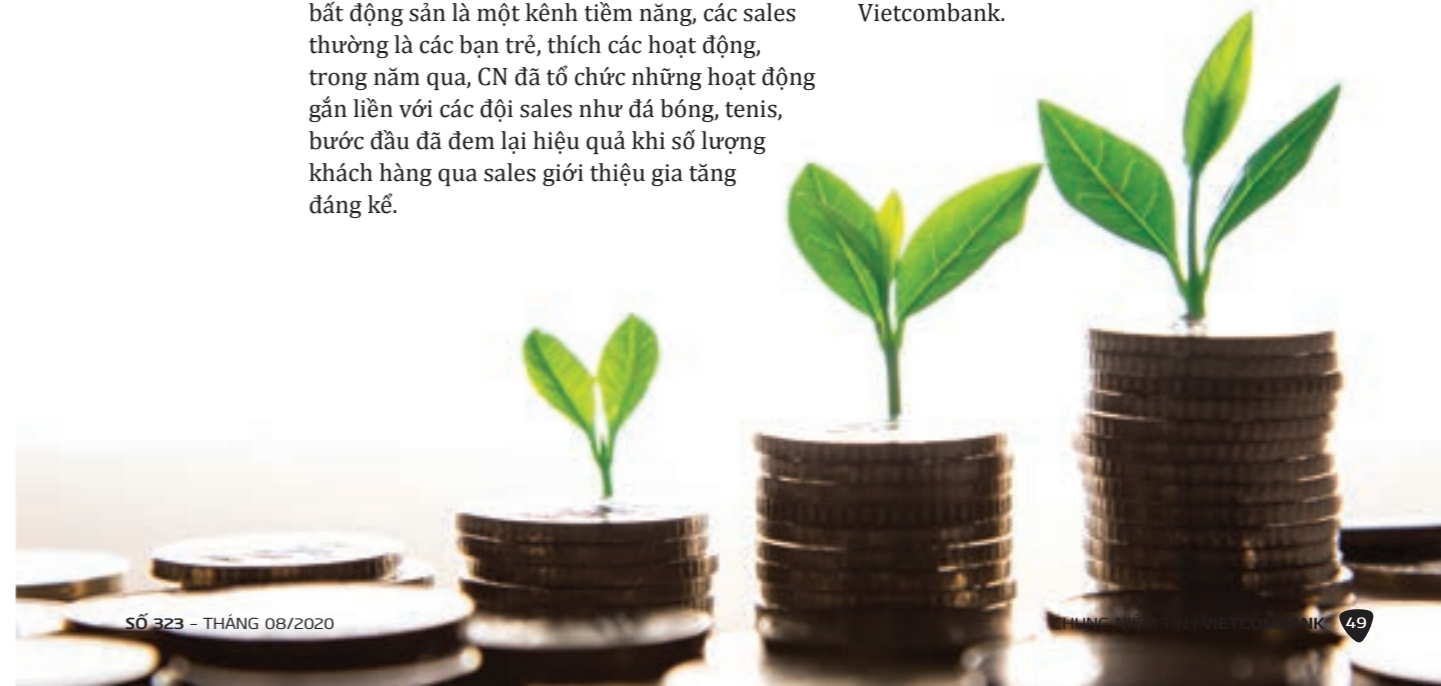 bất động sản là một kênh tiềm năng, các sales
thường là các bạn trẻ, thích các hoạt động,
trong năm qua, CN đã tổ chức những hoạt động
gắn liền với các đội sales như đá bóng, tenis,
bước đầu đã đem lại hiệu quả khi số lượng
khách hàng qua sales giới thiệu gia tăng
đáng kể.
Vietcombank.
SỐ 323 – THÁNG 08/2020
NIỀM TIN | VIETCOMBANK 49